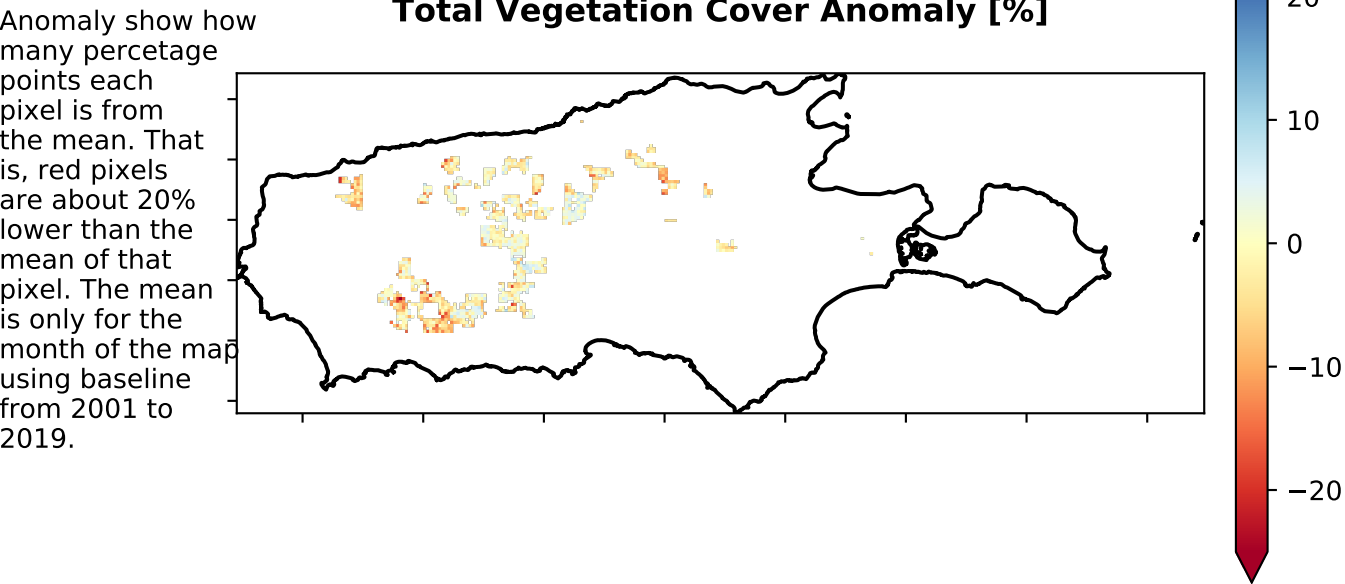 Total Vegetation Cover Anomaly [%]
Anomaly show how
many percetage
points each
pixel is from
the mean. That
is, red pixels
are about 20%
lower than the
mean of that
pixel. The mean
is only for the
month of the map
using baseline
from 2001 to
2019.
20
10
0
−10
−20